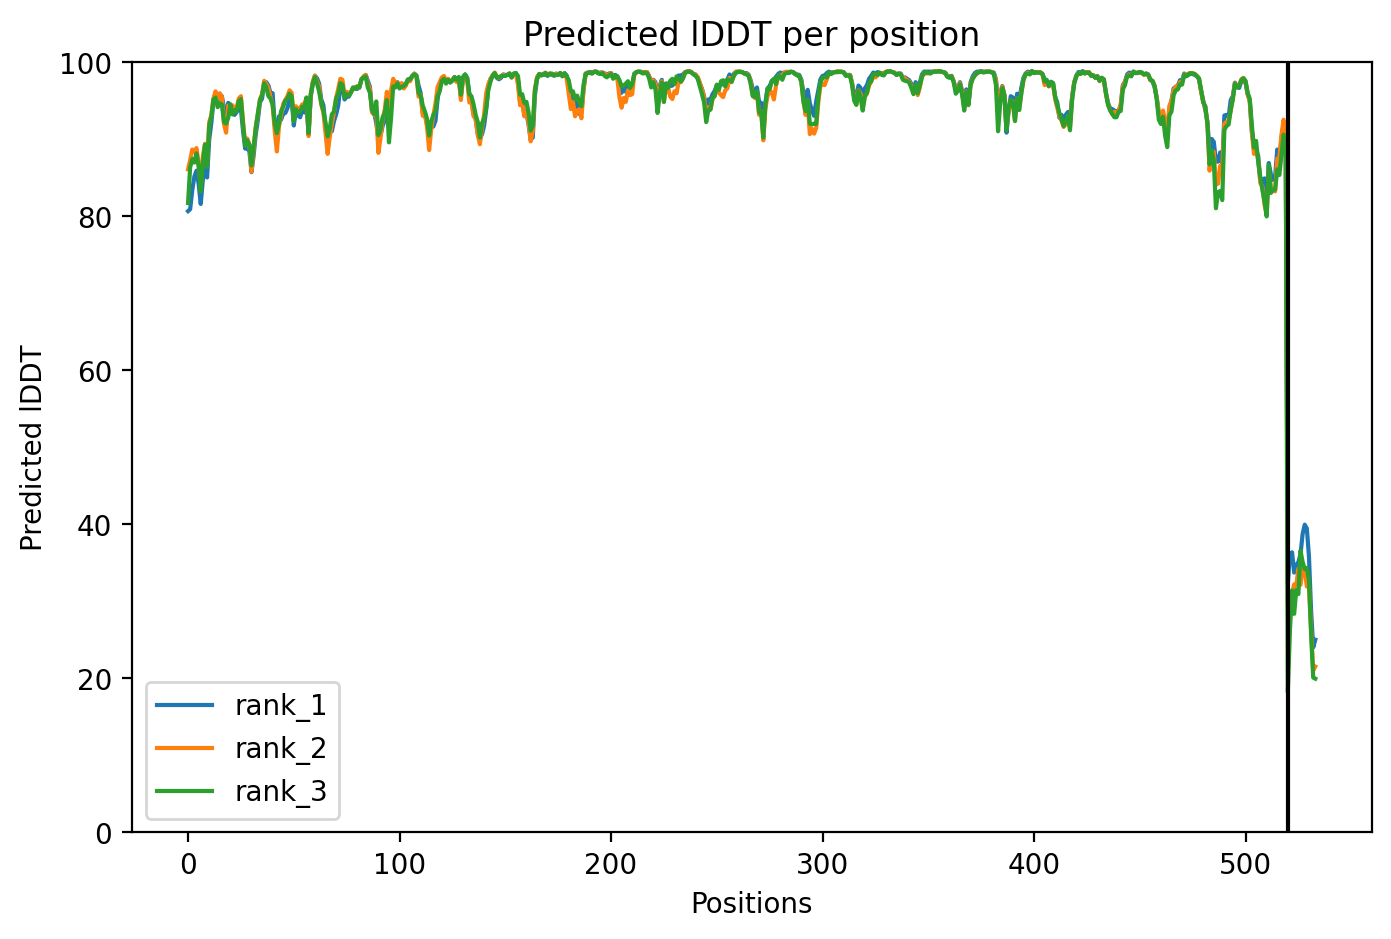 Predicted lDDT per position
Predicted lDDT
100
80
60
40
20
0
rank_1
rank_2
rank_3
0 100 200 300 400 500
Positions